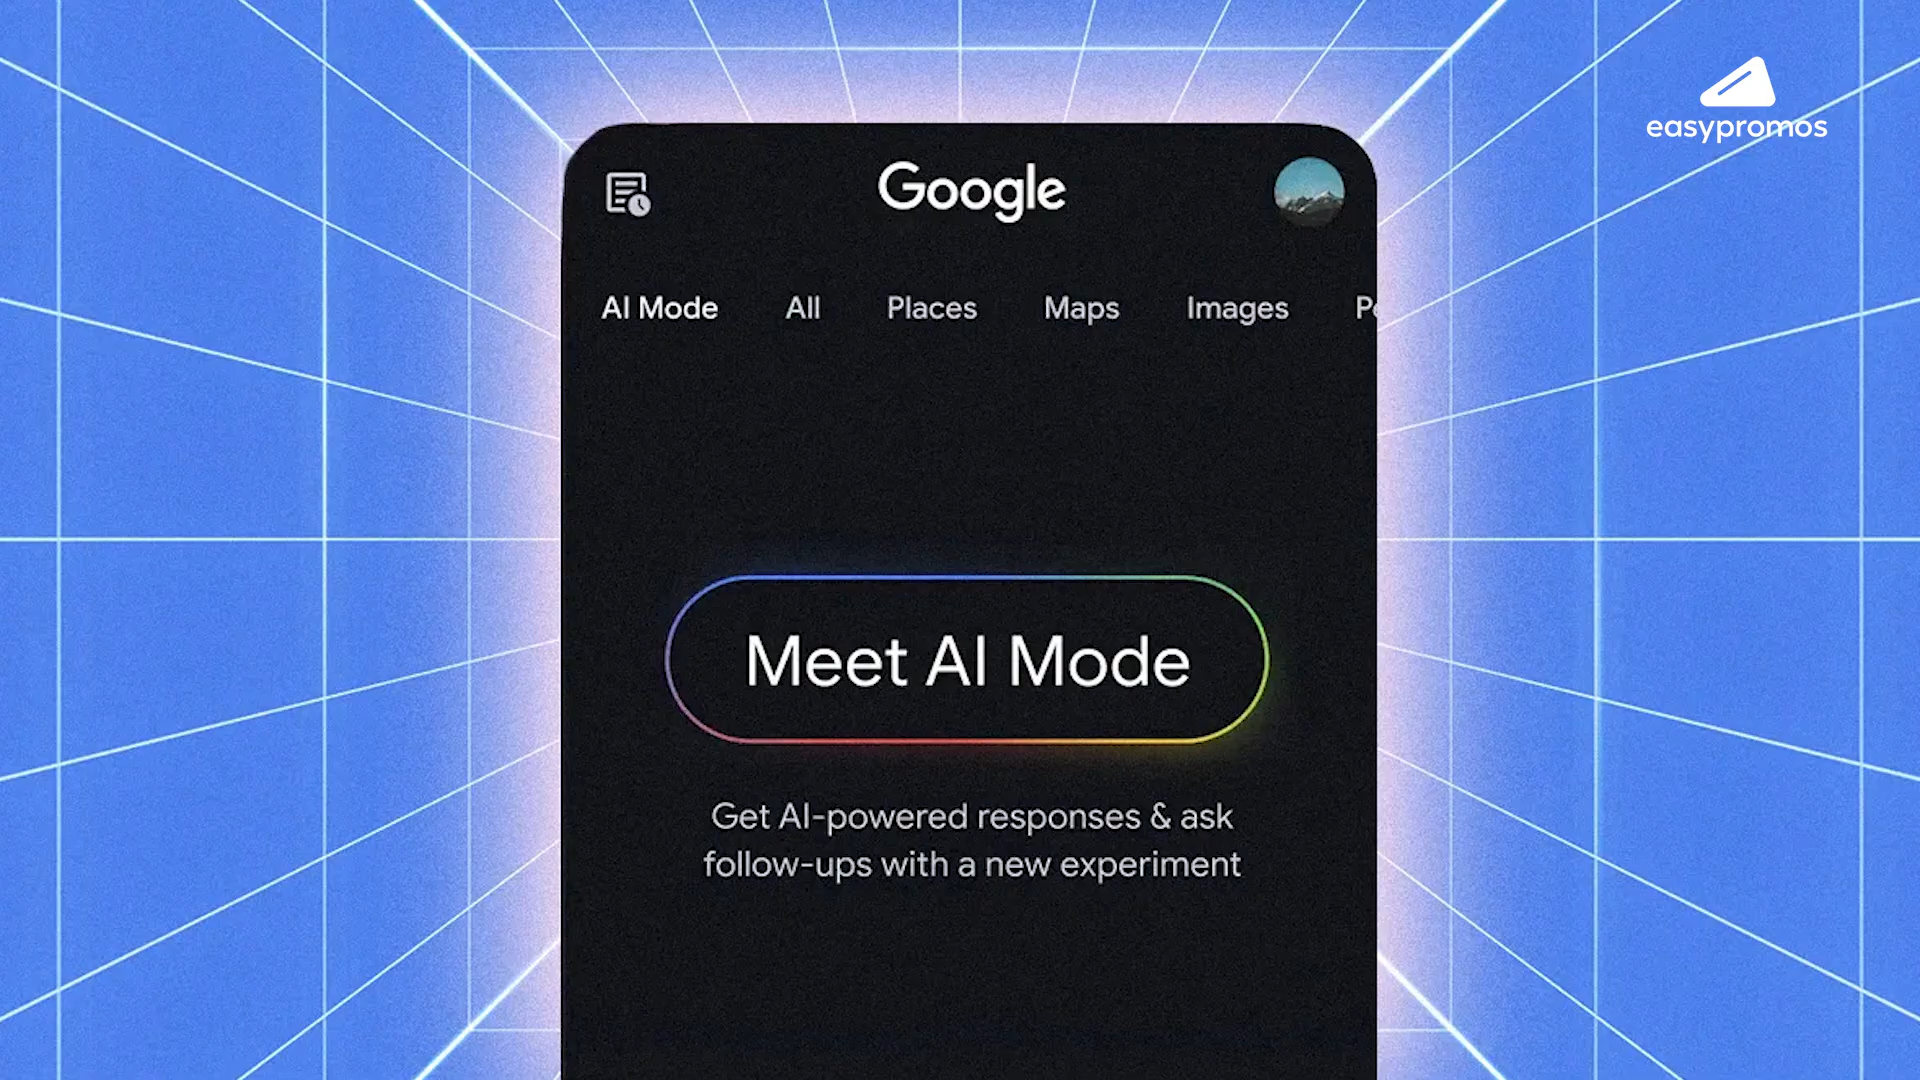 easypromos
Google
AI Mode All Places Maps Images
Meet AI Mode
Get AI-powered responses & ask
follow-ups with a new experiment